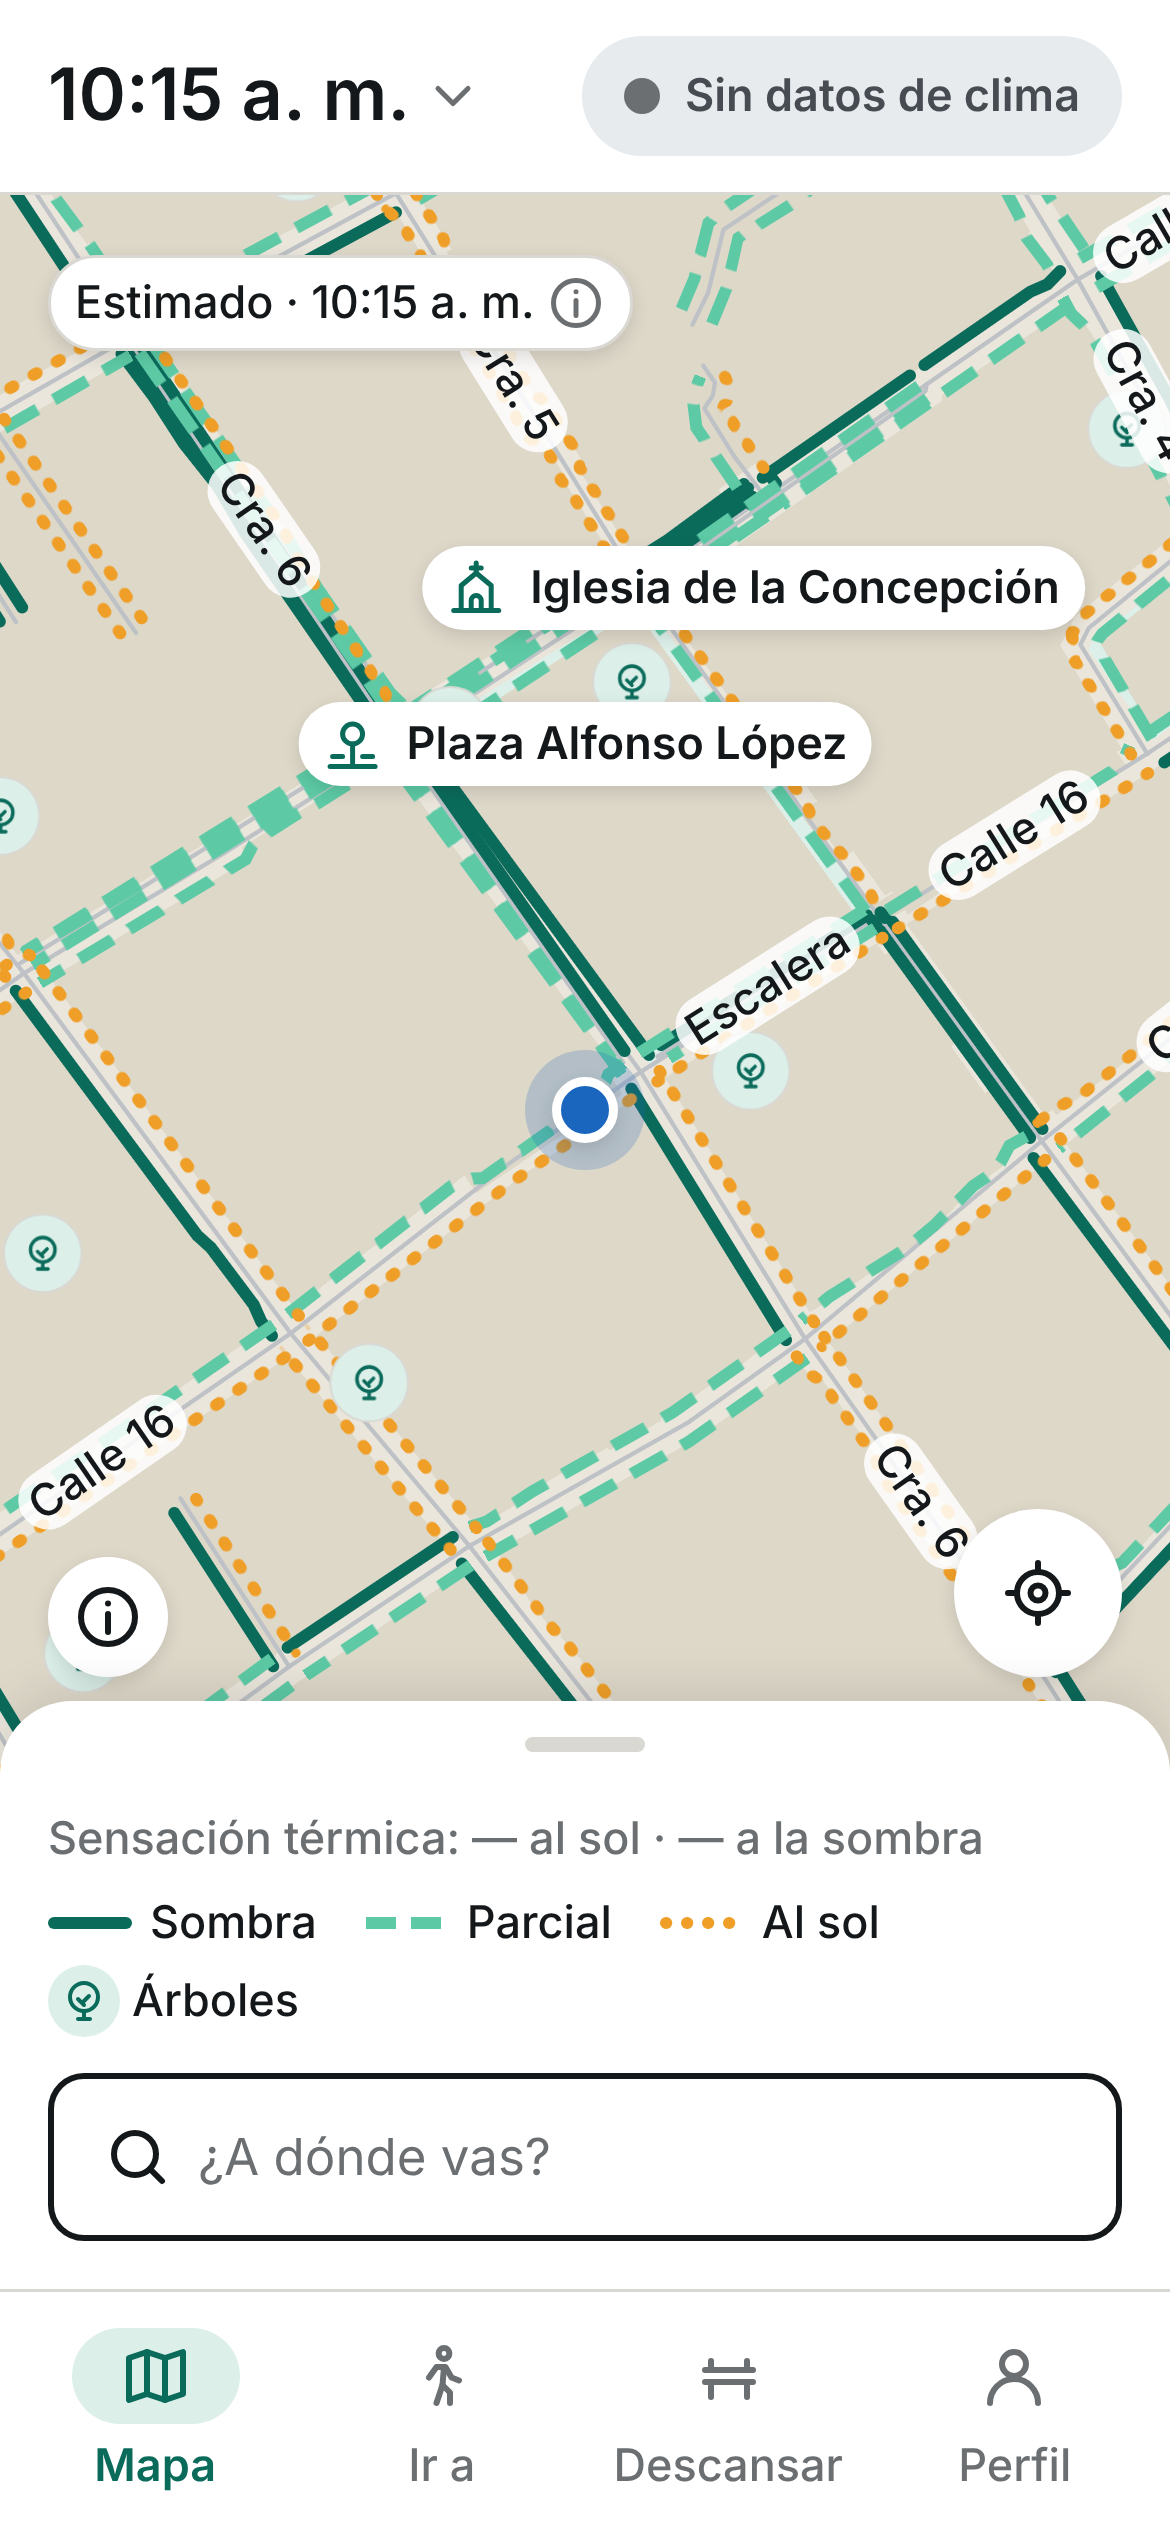 10:15 a. m.
Sin datos de clima
Estimado · 10:15 a. m.
Cra. 5
Cra. 6
Cra. 4
Iglesia de la Concepción
Plaza Alfonso López
Calle 16
Escalera
Calle 16
Cra. 6
Sensación térmica: — al sol · — a la sombra
Sombra
Parcial
Al sol
Árboles
¿A dónde vas?
Mapa
Ir a
Descansar
Perfil